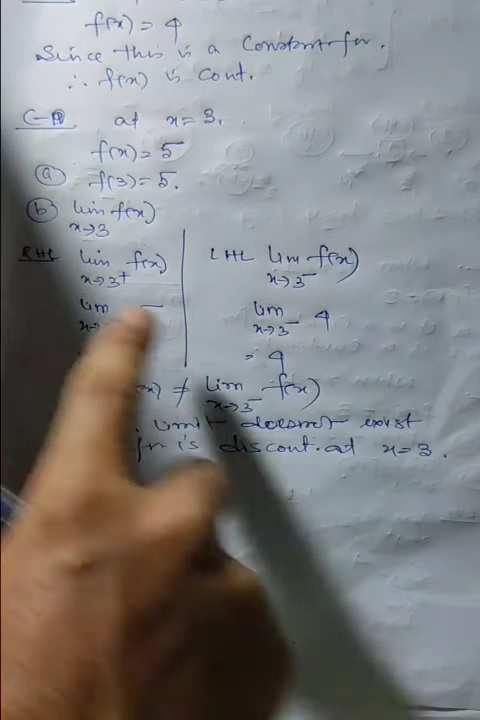 f(x) = 4
Since this is a Constant fn.
∴ f(x) is Cont.
at x = 3.
f(x) = 5
(a) f(3) = 5.
(b) lim f(x)
x→3
RHL lim f(x)
x→3⁺
lim
LHL lim f(x)
x→3⁻
lim 4
x→3⁻
= 4
≠ lim f(x)
x→3⁻
limit doesnot exist
fn is discont. at x = 3.